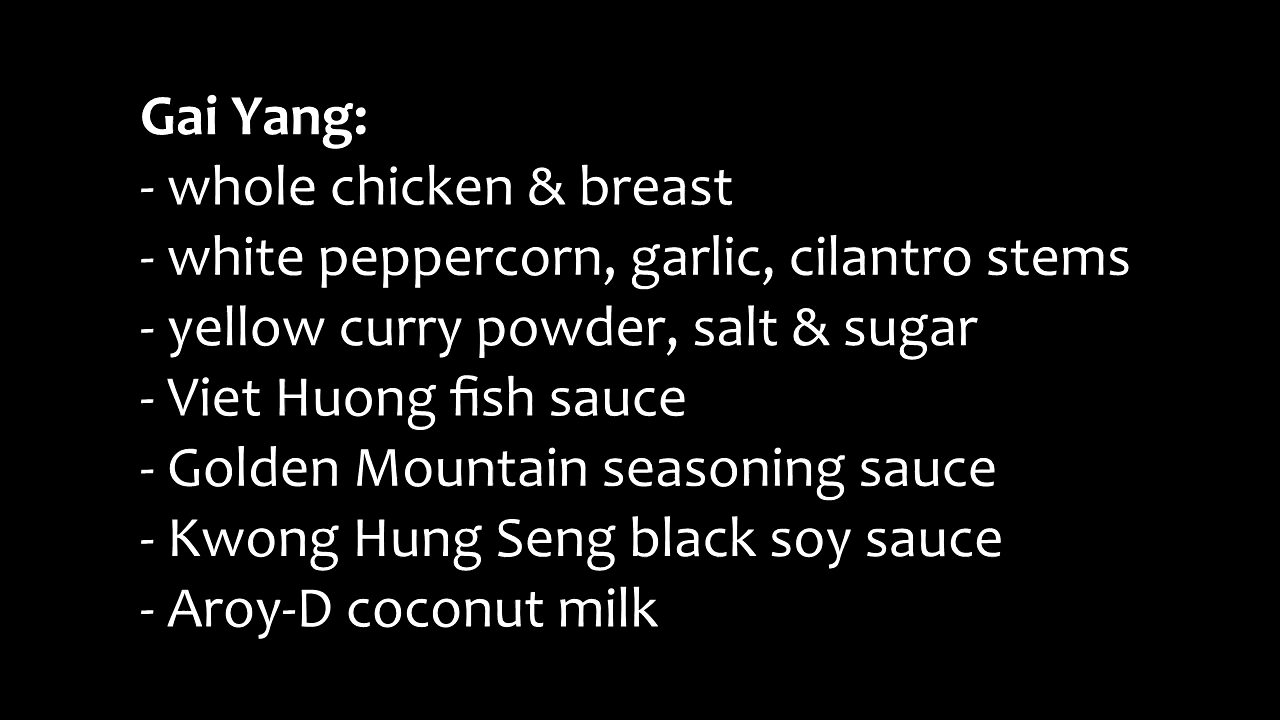 Gai Yang:
- whole chicken & breast
- white peppercorn, garlic, cilantro stems
- yellow curry powder, salt & sugar
- Viet Huong fish sauce
- Golden Mountain seasoning sauce
- Kwong Hung Seng black soy sauce
- Aroy-D coconut milk